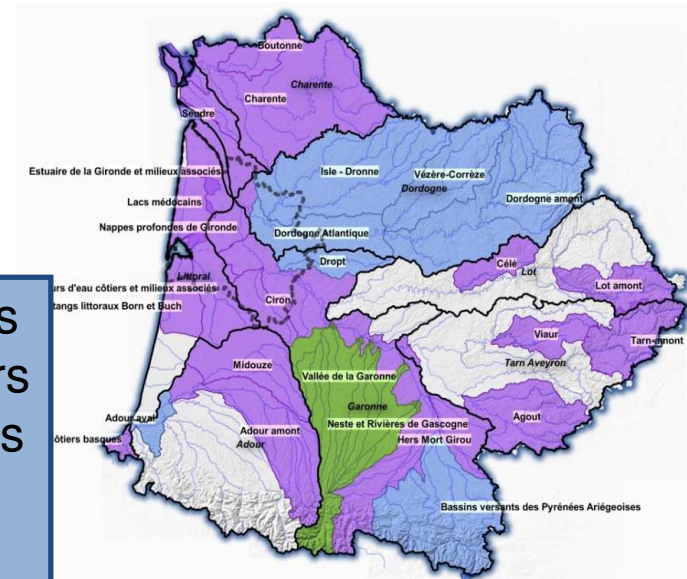 Boutonne
Charente
Charente
Seudre
Estuaire de la Gironde et milieux associés
Isle - Dronne
Vézère-Corrèze
Dordogne
Lacs médocains
Dordogne amont
Nappes profondes de Gironde
Dordogne Atlantique
Dropt
Célé
Lot
Littoral
urs d'eau côtiers et milieux associés
Lot amont
tangs littoraux Born et Buch
Ciron
s
rs
s
Viaur
Tarn-amont
Midouze
Tarn Aveyron
Vallée de la Garonne
Garonne
Adour aval
Neste et Rivières de Gascogne
Agout
Adour amont
Hers Mort Girou
ôtiers basques
Adour
Bassins versants des Pyrénées Ariégeoises